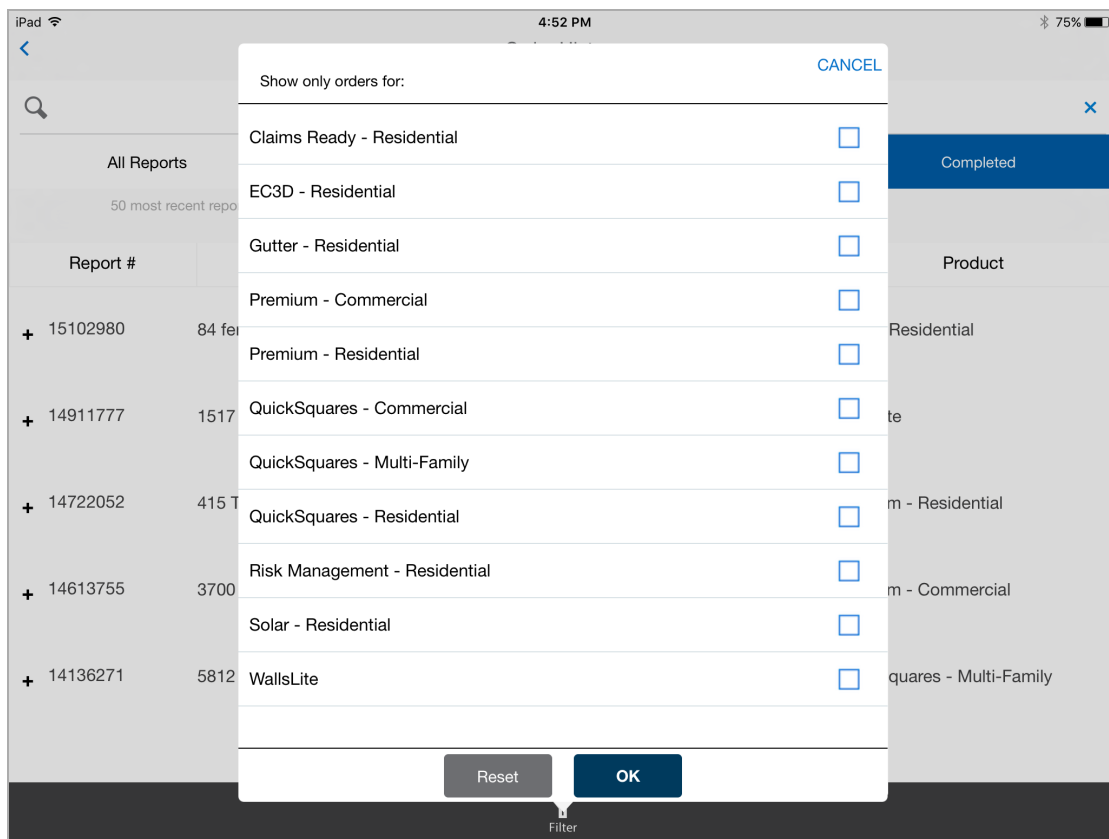 iPad 4:52 PM 75%
CANCEL
Show only orders for:
Claims Ready - Residential
EC3D - Residential
Gutter - Residential
Premium - Commercial
Premium - Residential
QuickSquares - Commercial
QuickSquares - Multi-Family
QuickSquares - Residential
Risk Management - Residential
Solar - Residential
WallsLite
Reset OK
All Reports Completed
50 most recent
Report # Product
15102980 84 Residential
14911777 1517
14722052 415 - Residential
14613755 3700 - Commercial
14136271 5812 - Multi-Family
Filter